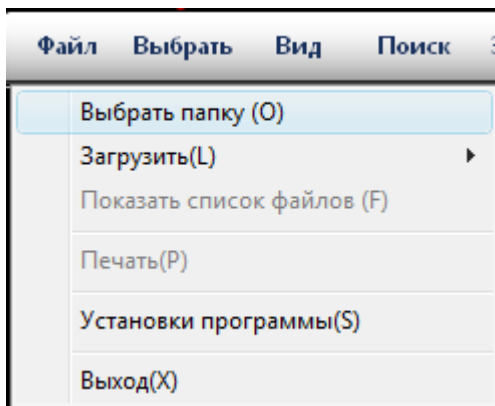 Файл Выбрать Вид Поиск
Выбрать папку (O)
Загрузить(L)
Показать список файлов (F)
Печать(P)
Установки программы(S)
Выход(X)